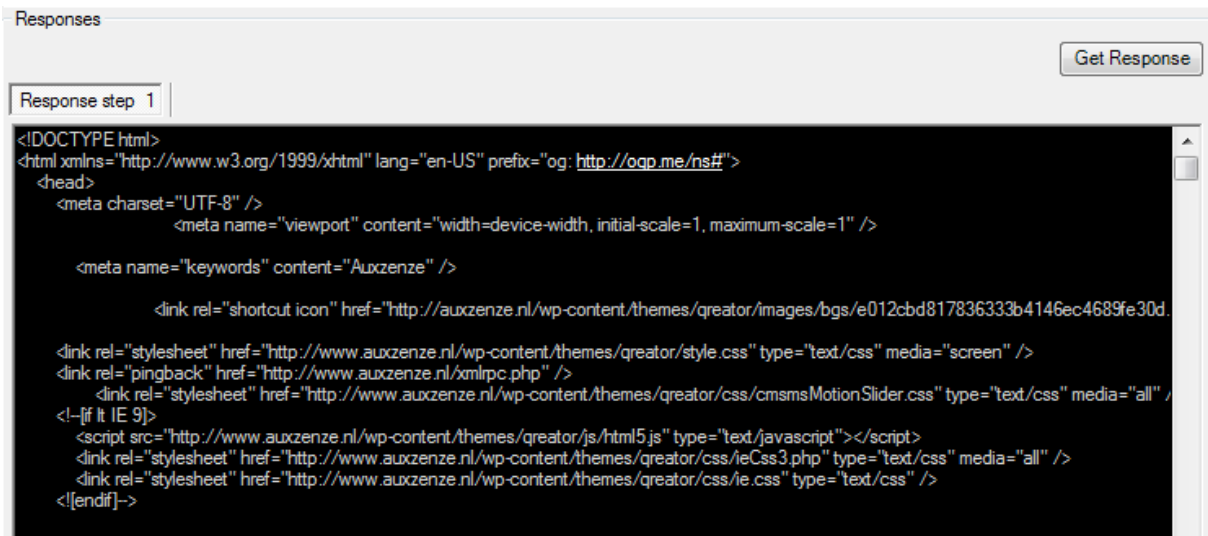 Responses
Get Response
Response step 1
<!DOCTYPE html>
<html xmlns="http://www.w3.org/1999/xhtml" lang="en-US" prefix="og: http://ogp.me/ns#">
<head>
<meta charset="UTF-8" />
<meta name="viewport" content="width=device-width, initial-scale=1, maximum-scale=1" />
<meta name="keywords" content="Auxzenze" />
<link rel="shortcut icon" href="http://auxzenze.nl/wp-content/themes/qreator/images/bgs/e012cbd817836333b4146ec4689fe30d.
<link rel="stylesheet" href="http://www.auxzenze.nl/wp-content/themes/qreator/style.css" type="text/css" media="screen" />
<link rel="pingback" href="http://www.auxzenze.nl/xmlrpc.php" />
<link rel="stylesheet" href="http://www.auxzenze.nl/wp-content/themes/qreator/css/cmsmsMotionSlider.css" type="text/css" media="all" /
<!--[if lt IE 9]>
<script src="http://www.auxzenze.nl/wp-content/themes/qreator/js/html5.js" type="text/javascript"></script>
<link rel="stylesheet" href="http://www.auxzenze.nl/wp-content/themes/qreator/css/ieCss3.php" type="text/css" media="all" />
<link rel="stylesheet" href="http://www.auxzenze.nl/wp-content/themes/qreator/css/ie.css" type="text/css" />
<![endif]-->